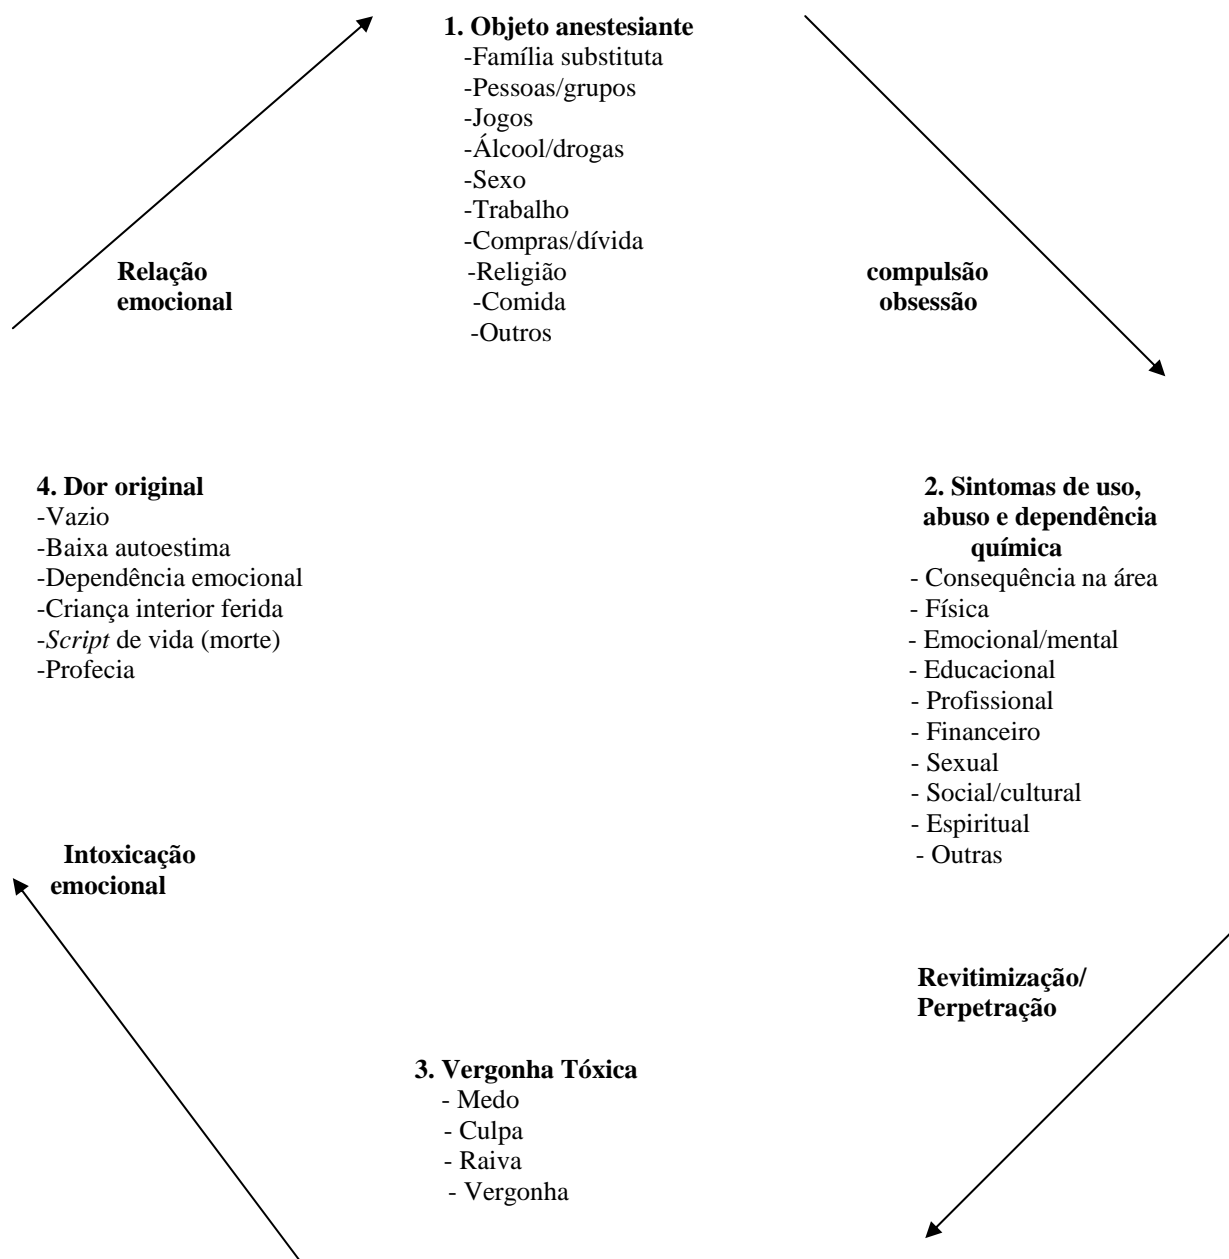 1. Objeto anestesiante
-Família substituta
-Pessoas/grupos
-Jogos
-Álcool/drogas
-Sexo
-Trabalho
-Compras/dívida
-Religião
-Comida
-Outros
Relação
emocional
compulsão
obsessão
4. Dor original
-Vazio
-Baixa autoestima
-Dependência emocional
-Criança interior ferida
-Script de vida (morte)
-Profecia
2. Sintomas de uso,
abuso e dependência
química
- Consequência na área
- Física
- Emocional/mental
- Educacional
- Profissional
- Financeiro
- Sexual
- Social/cultural
- Espiritual
- Outras
Intoxicação
emocional
Revitimização/
Perpetração
3. Vergonha Tóxica
- Medo
- Culpa
- Raiva
- Vergonha